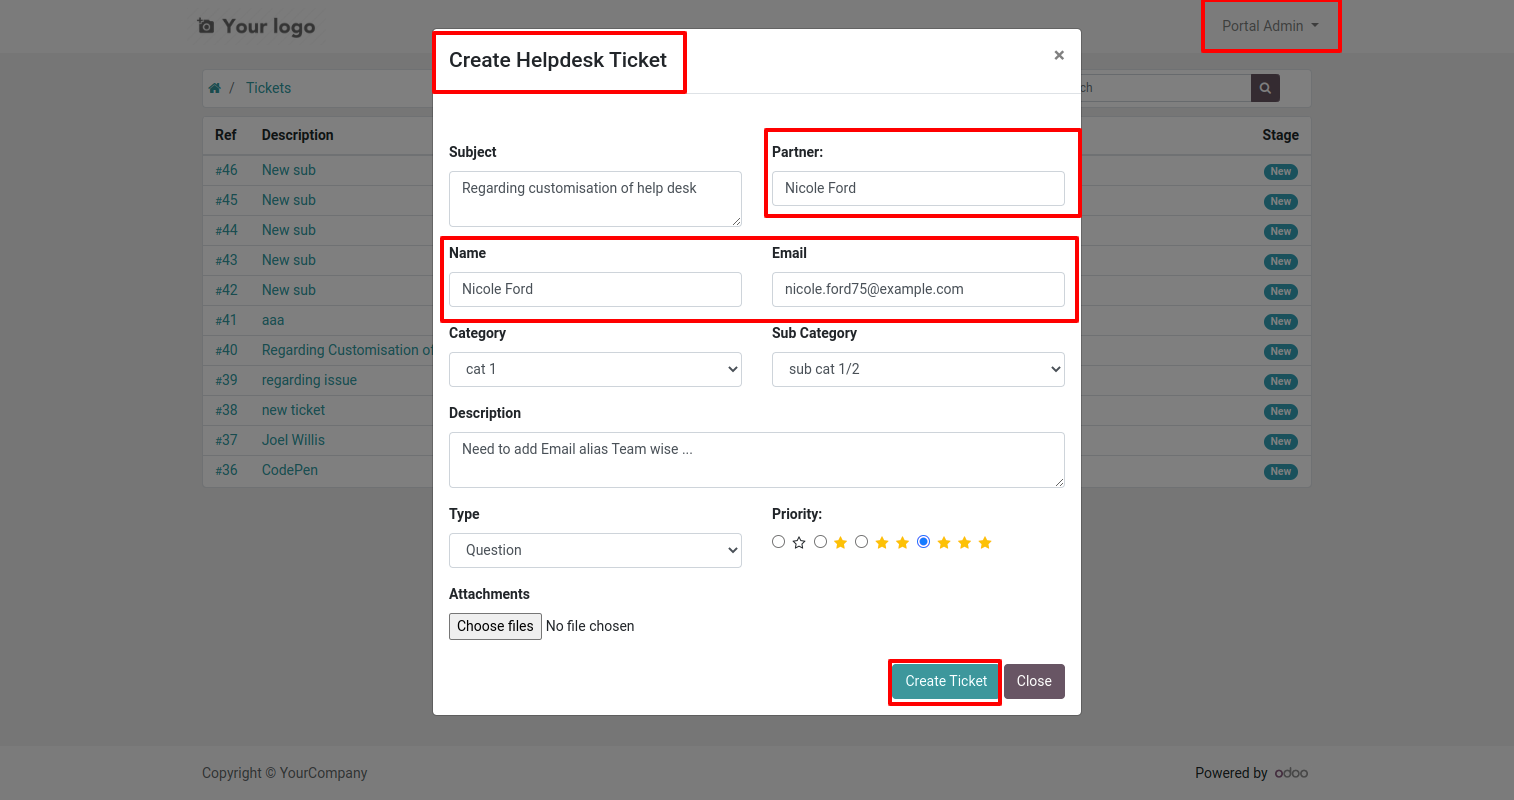 Your logo
Portal Admin
Create Helpdesk Ticket
×
/ Tickets
ch
Ref Description Stage
#46 New sub New
#45 New sub New
#44 New sub New
#43 New sub New
#42 New sub New
#41 aaa New
#40 Regarding Customisation of New
#39 regarding issue New
#38 new ticket New
#37 Joel Willis New
#36 CodePen New
Subject
Regarding customisation of help desk
Partner:
Nicole Ford
Name
Nicole Ford
Email
nicole.ford75@example.com
Category
cat 1
Sub Category
sub cat 1/2
Description
Need to add Email alias Team wise ...
Type
Question
Priority:
Attachments
Choose files No file chosen
Create Ticket Close
Copyright © YourCompany
Powered by odoo